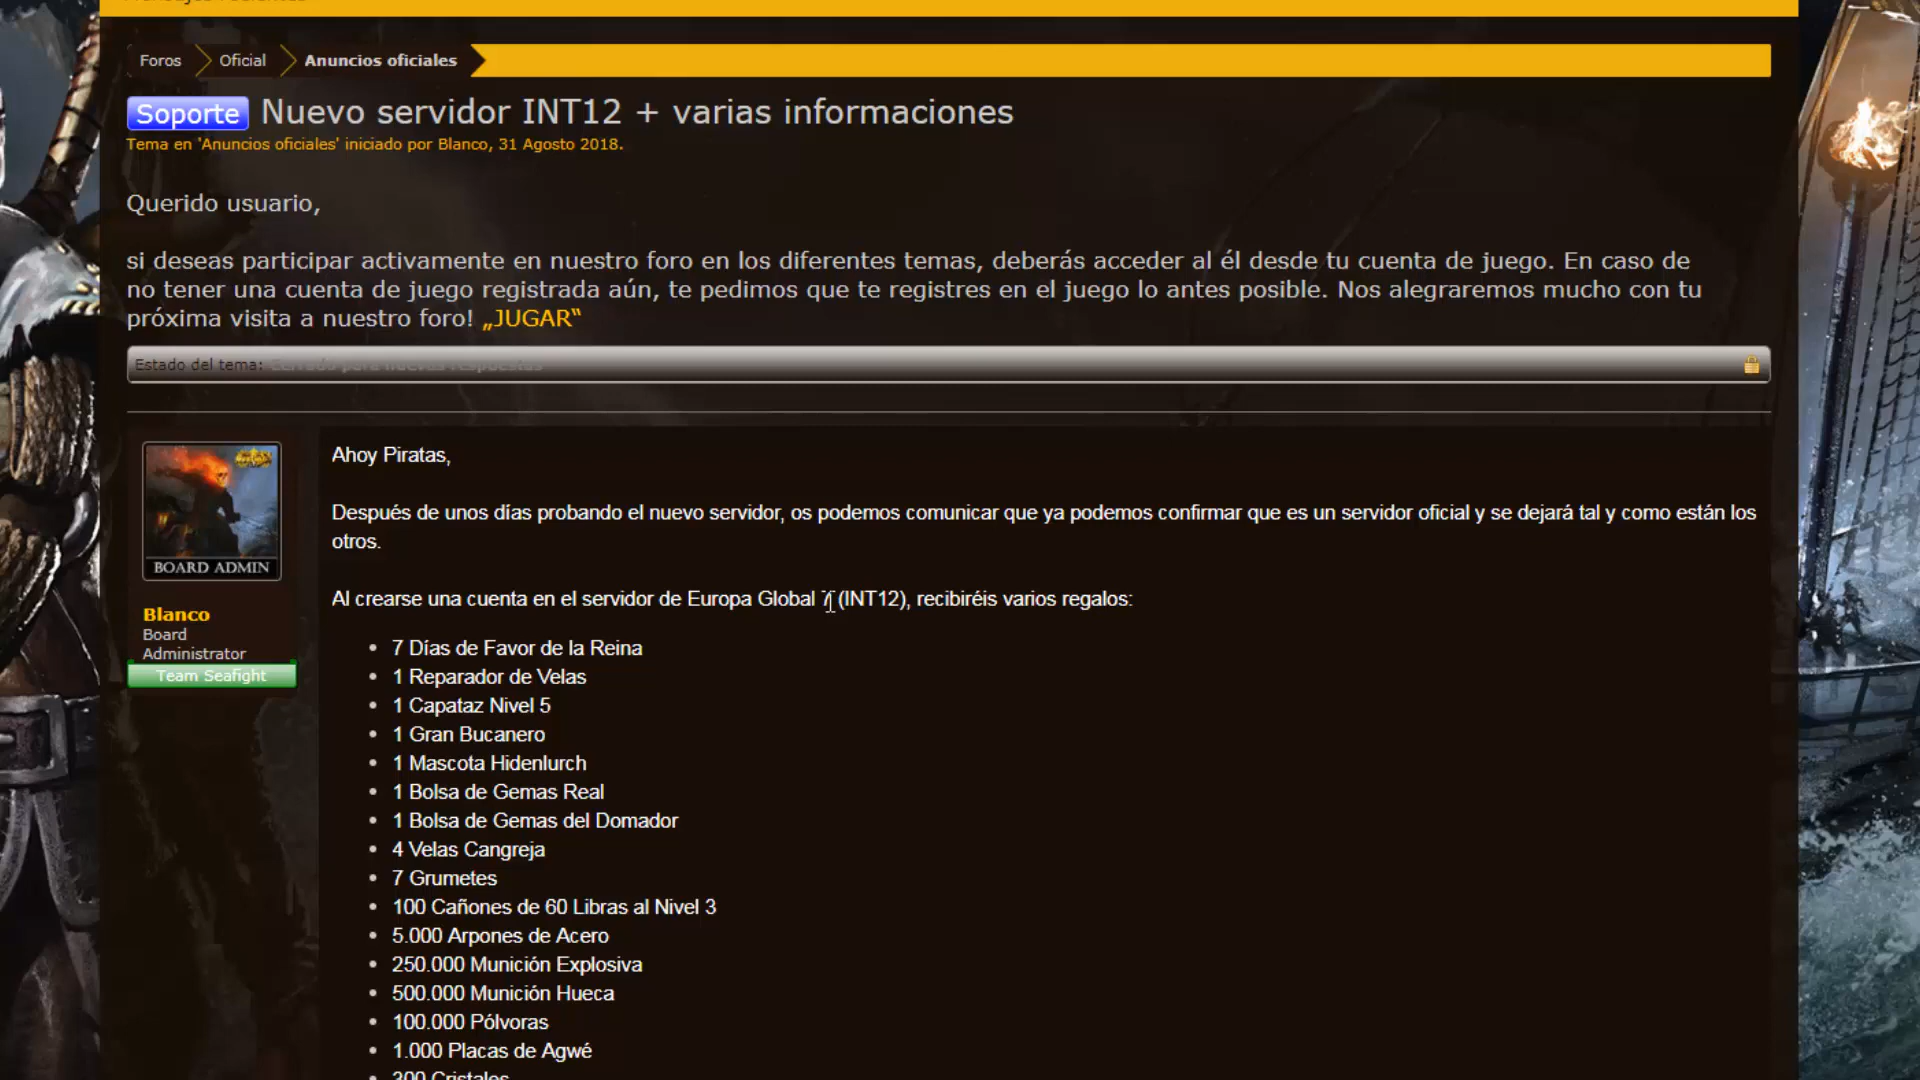 Foros
Oficial
Anuncios oficiales
Soporte Nuevo servidor INT12 + varias informaciones
Tema en 'Anuncios oficiales' iniciado por Blanco, 31 Agosto 2018.
Querido usuario,
si deseas participar activamente en nuestro foro en los diferentes temas, deberás acceder al él desde tu cuenta de juego. En caso de
no tener una cuenta de juego registrada aún, te pedimos que te registres en el juego lo antes posible. Nos alegraremos mucho con tu
próxima visita a nuestro foro! „JUGAR“
Estado del tema: Cerrado para nuevas respuestas
BOARD ADMIN
Blanco
Board
Administrator
Team Seafight
Ahoy Piratas,
Después de unos días probando el nuevo servidor, os podemos comunicar que ya podemos confirmar que es un servidor oficial y se dejará tal y como están los
otros.
Al crearse una cuenta en el servidor de Europa Global 7 (INT12), recibiréis varios regalos:
• 7 Días de Favor de la Reina
• 1 Reparador de Velas
• 1 Capataz Nivel 5
• 1 Gran Bucanero
• 1 Mascota Hidenlurch
• 1 Bolsa de Gemas Real
• 1 Bolsa de Gemas del Domador
• 4 Velas Cangreja
• 7 Grumetes
• 100 Cañones de 60 Libras al Nivel 3
• 5.000 Arpones de Acero
• 250.000 Munición Explosiva
• 500.000 Munición Hueca
• 100.000 Pólvoras
• 1.000 Placas de Agwé
• 300 Cristales